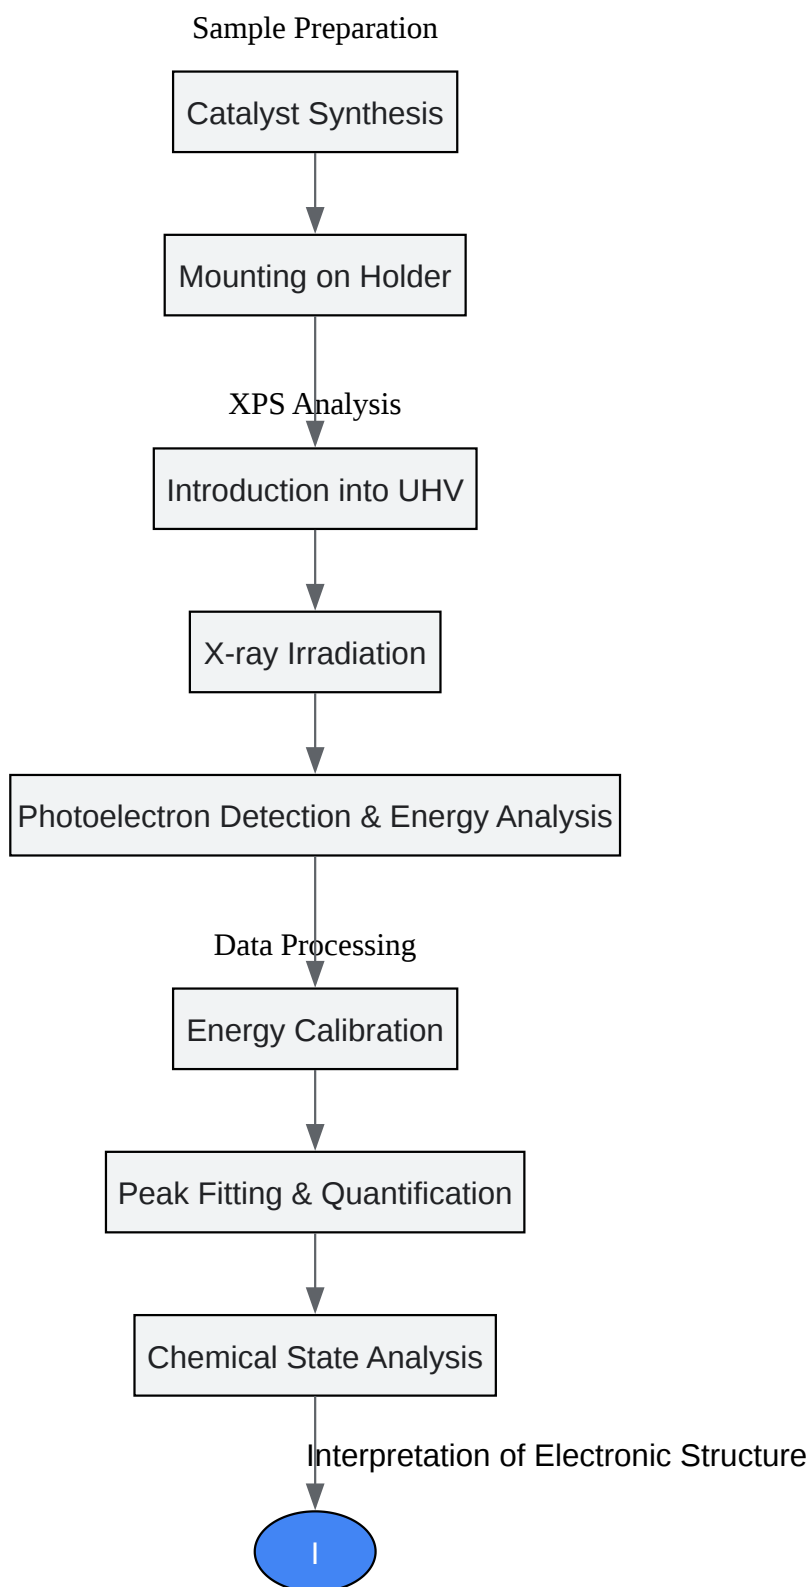 Sample Preparation
Catalyst Synthesis
Mounting on Holder
XPS Analysis
Introduction into UHV
X-ray Irradiation
Photoelectron Detection & Energy Analysis
Data Processing
Energy Calibration
Peak Fitting & Quantification
Chemical State Analysis
Interpretation of Electronic Structure
I